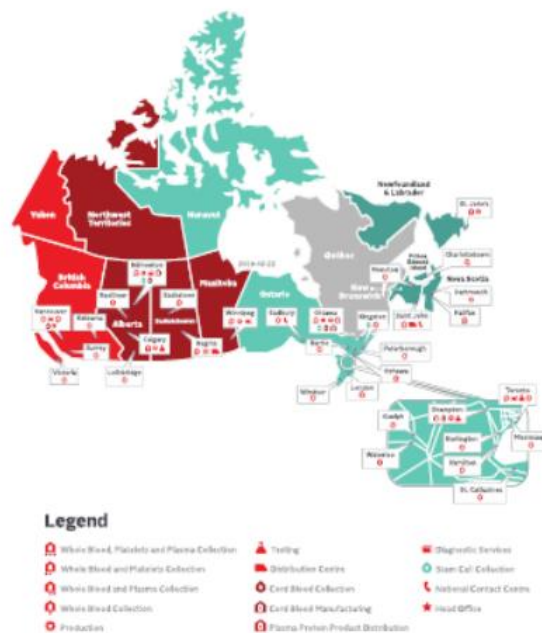 Newfoundland
& Labrador
St. John's
Yukon
Northwest
Territories
Nunavut
Québec
Prince
Edward
Island
Charlottetown
Moncton
New
Brunswick
Nova Scotia
Dartmouth
Halifax
Saint John
British
Columbia
Edmonton
Manitoba
Ontario
Red Deer
Saskatoon
Vancouver
Kelowna
Alberta
Saskatchewan
Winnipeg
Sudbury
Ottawa
Kingston
Surrey
Calgary
Regina
Barrie
Peterborough
Victoria
Lethbridge
Oshawa
Windsor
London
Toronto
Guelph
Brampton
Burlington
Mississauga
Waterloo
Hamilton
St. Catharines
Legend
Whole Blood, Platelets and Plasma Collection
Whole Blood and Platelets Collection
Whole Blood and Plasma Collection
Whole Blood Collection
Production
Testing
Distribution Centre
Cord Blood Collection
Cord Blood Manufacturing
Plasma Protein Product Distribution
Diagnostic Services
Stem Cell Collection
National Contact Centre
Head Office